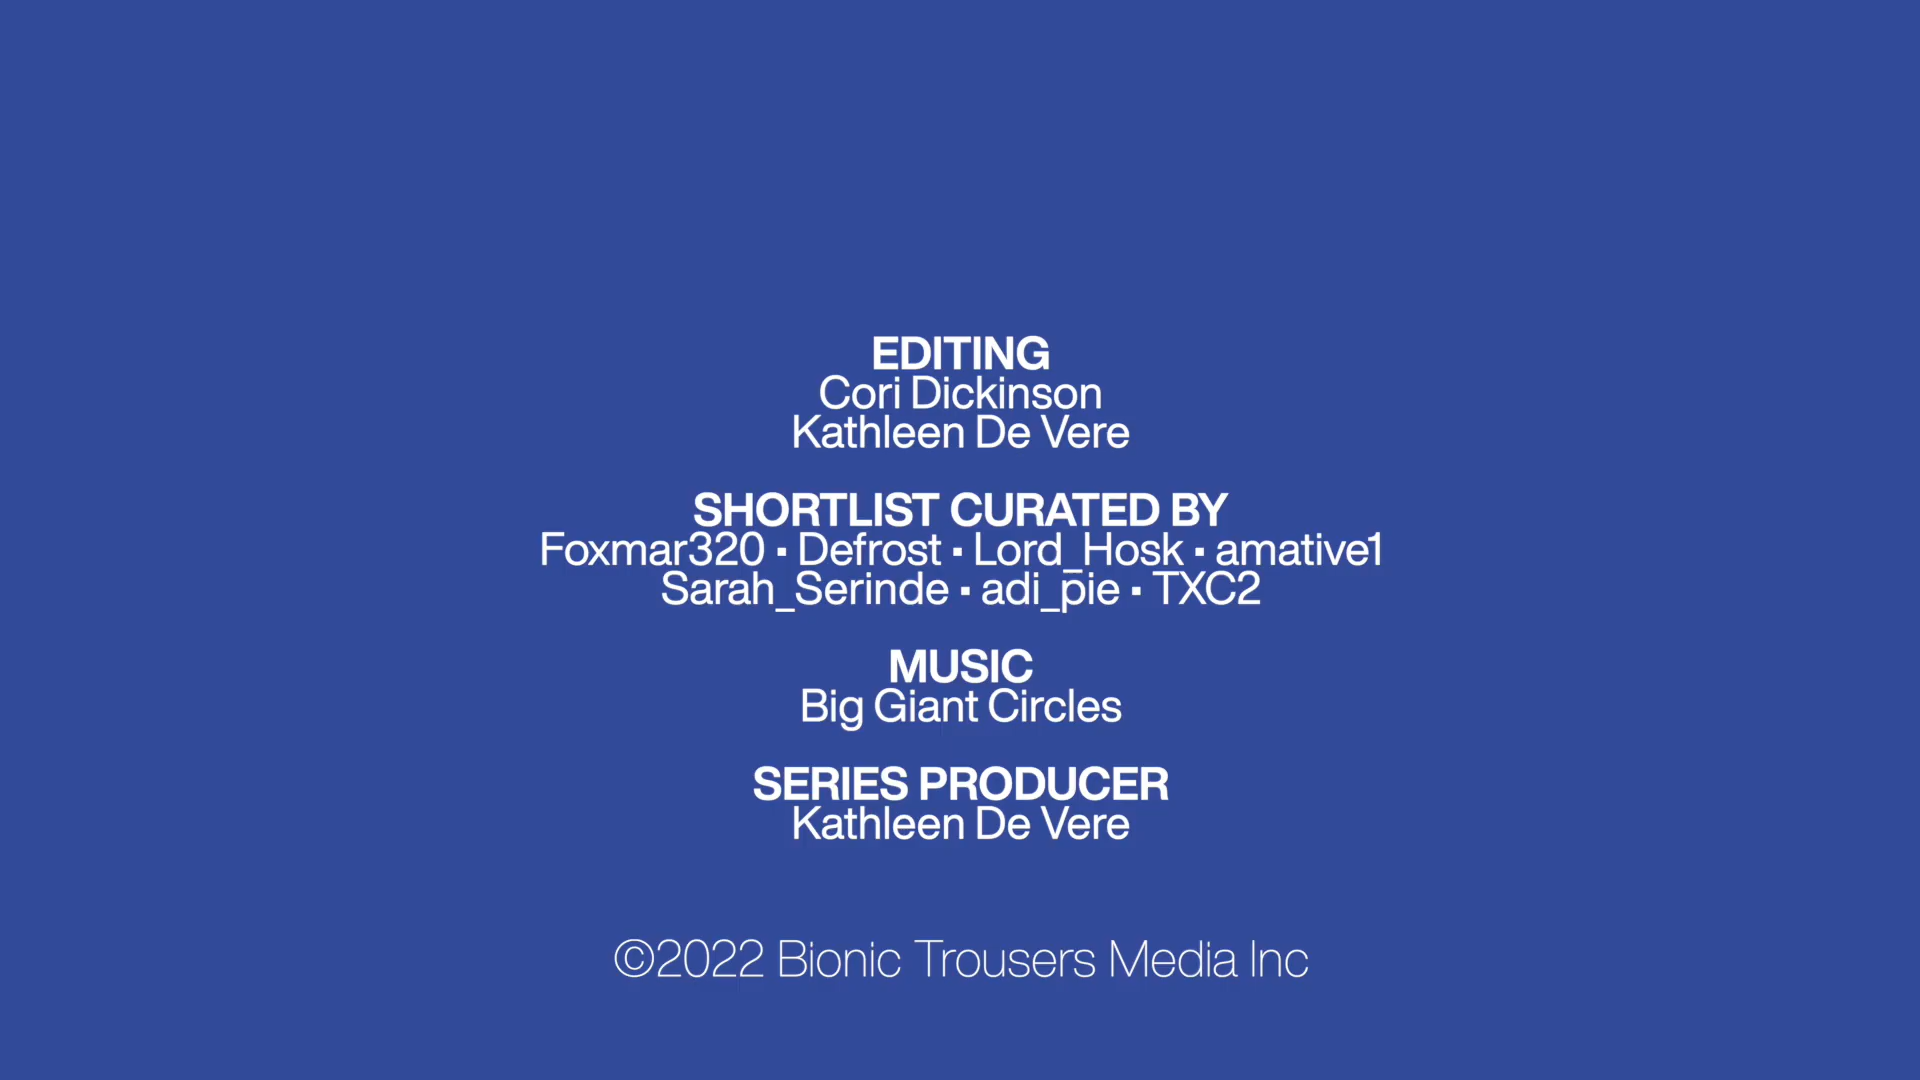 EDITING
Cori Dickinson
Kathleen De Vere
SHORTLIST CURATED BY
Foxmar320 ▪ Defrost ▪ Lord_Hosk ▪ amative1
Sarah_Serinde ▪ adi_pie ▪ TXC2
MUSIC
Big Giant Circles
SERIES PRODUCER
Kathleen De Vere
©2022 Bionic Trousers Media Inc